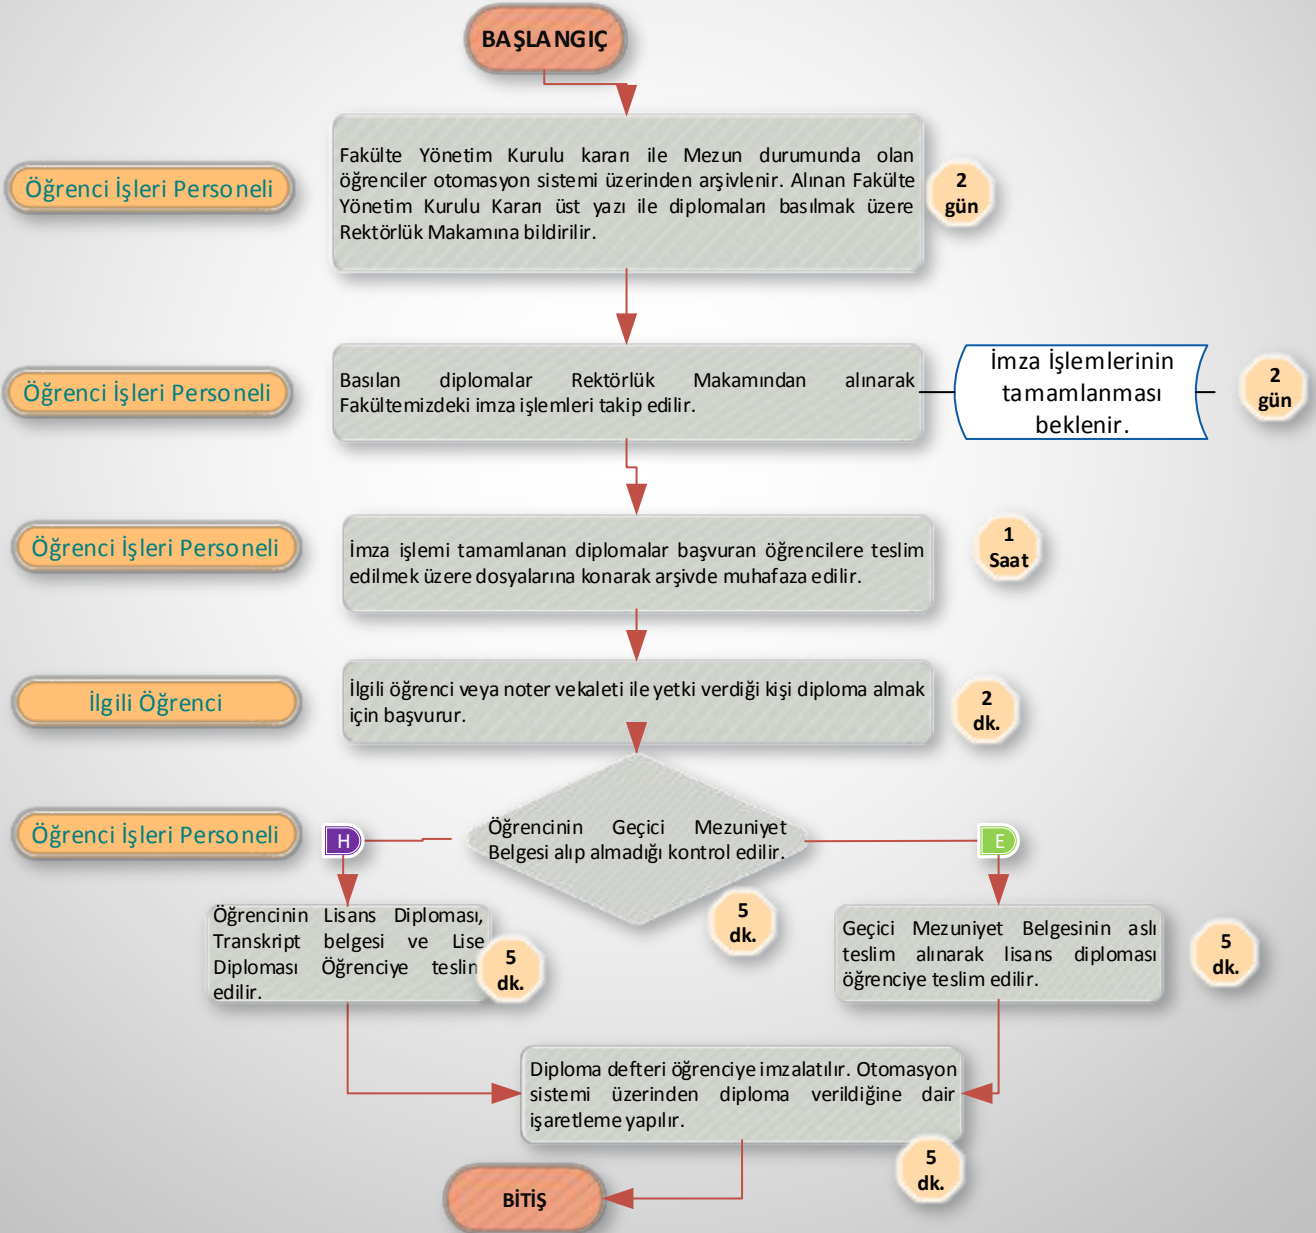 BAŞLANGIÇ
Öğrenci İşleri Personeli
Fakülte Yönetim Kurulu kararı ile Mezun durumunda olan
öğrenciler otomasyon sistemi üzerinden arşivlenir. Alınan Fakülte
Yönetim Kurulu Kararı üst yazı ile diplomaları basılmak üzere
Rektörlük Makamına bildirilir.
2
gün
Öğrenci İşleri Personeli
Basılan diplomalar Rektörlük Makamından alınarak
Fakültemizdeki imza işlemleri takip edilir.
İmza İşlemlerinin
tamamlanması
beklenir.
2
gün
Öğrenci İşleri Personeli
İmza işlemi tamamlanan diplomalar başvuran öğrencilere teslim
edilmek üzere dosyalarına konarak arşivde muhafaza edilir.
1
Saat
İlgili Öğrenci
İlgili öğrenci veya noter vekaleti ile yetki verdiği kişi diploma almak
için başvurur.
2
dk.
Öğrenci İşleri Personeli
H
Öğrencinin Geçici Mezuniyet
Belgesi alıp almadığı kontrol edilir.
E
5
dk.
Öğrencinin Lisans Diploması,
Transkript belgesi ve Lise
Diploması Öğrenciye teslim
edilir.
5
dk.
Geçici Mezuniyet Belgesinin aslı
teslim alınarak lisans diploması
öğrenciye teslim edilir.
5
dk.
Diploma defteri öğrenciye imzalatılır. Otomasyon
sistemi üzerinden diploma verildiğine dair
işaretleme yapılır.
5
dk.
BİTİŞ